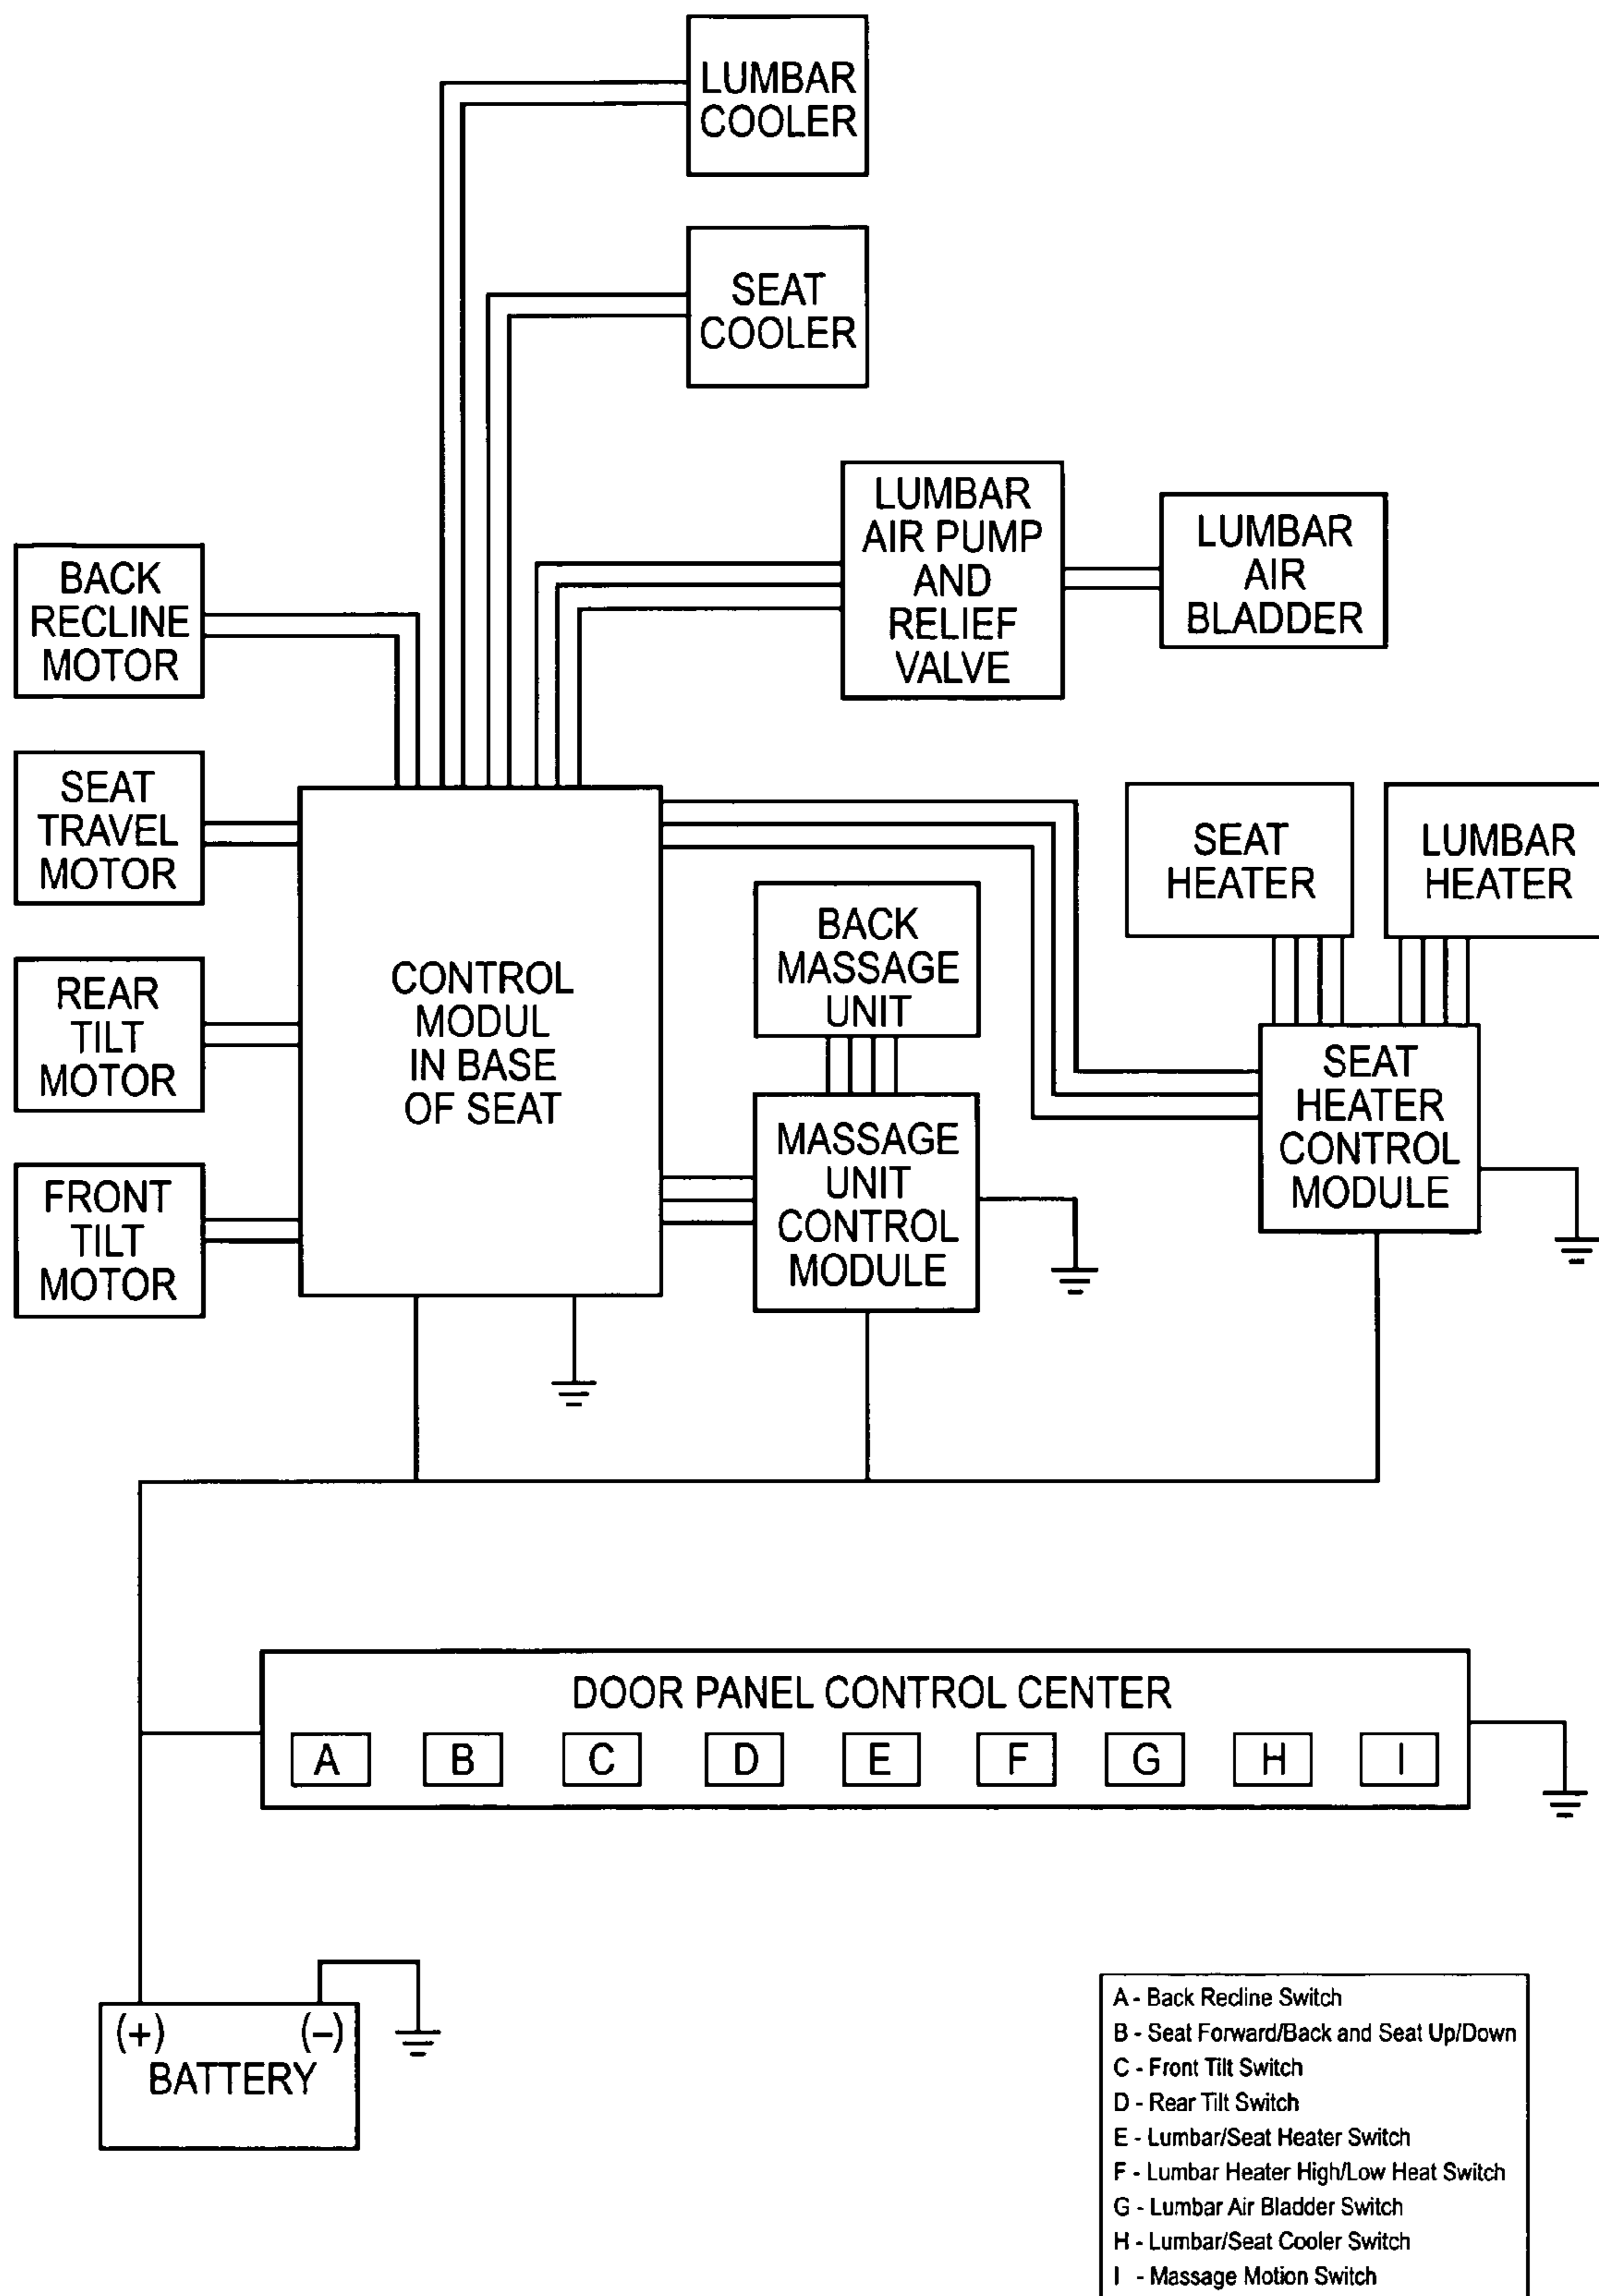 LUMBAR
COOLER
SEAT
COOLER
LUMBAR
AIR PUMP
AND
RELIEF
VALVE
LUMBAR
AIR
BLADDER
BACK
RECLINE
MOTOR
SEAT
TRAVEL
MOTOR
REAR
TILT
MOTOR
FRONT
TILT
MOTOR
CONTROL
MODUL
IN BASE
OF SEAT
BACK
MASSAGE
UNIT
MASSAGE
UNIT
CONTROL
MODULE
SEAT
HEATER
LUMBAR
HEATER
SEAT
HEATER
CONTROL
MODULE
DOOR PANEL CONTROL CENTER
A B C D E F G H I
(+) (-)
BATTERY
A - Back Recline Switch
B - Seat Forward/Back and Seat Up/Down
C - Front Tilt Switch
D - Rear Tilt Switch
E - Lumbar/Seat Heater Switch
F - Lumbar Heater High/Low Heat Switch
G - Lumbar Air Bladder Switch
H - Lumbar/Seat Cooler Switch
I - Massage Motion Switch